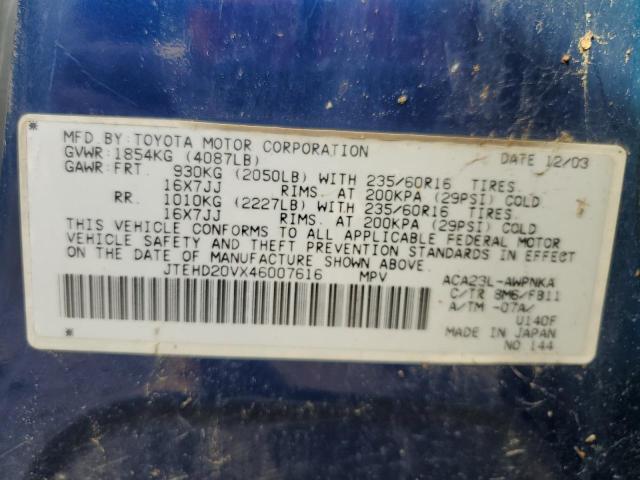 MFD BY: TOYOTA MOTOR CORPORATION DATE 12/03
GVWR: 1854KG (4087LB)
GAWR: FRT. 930KG (2050LB) WITH 235/60R16 TIRES.
16X7JJ RIMS. AT 200KPA (29PSI) COLD
RR. 1010KG (2227LB) WITH 235/60R16 TIRES.
16X7JJ RIMS. AT 200KPA (29PSI) COLD
THIS VEHICLE CONFORMS TO ALL APPLICABLE FEDERAL MOTOR
VEHICLE SAFETY AND THEFT PREVENTION STANDARDS IN EFFECT
ON THE DATE OF MANUFACTURE SHOWN ABOVE.
JTEHD20VX46007616 MPV
ACA23L-AWPNKA
C/TR 8M6/FB11
A/TM -07A/
U140F
MADE IN JAPAN
NO 144